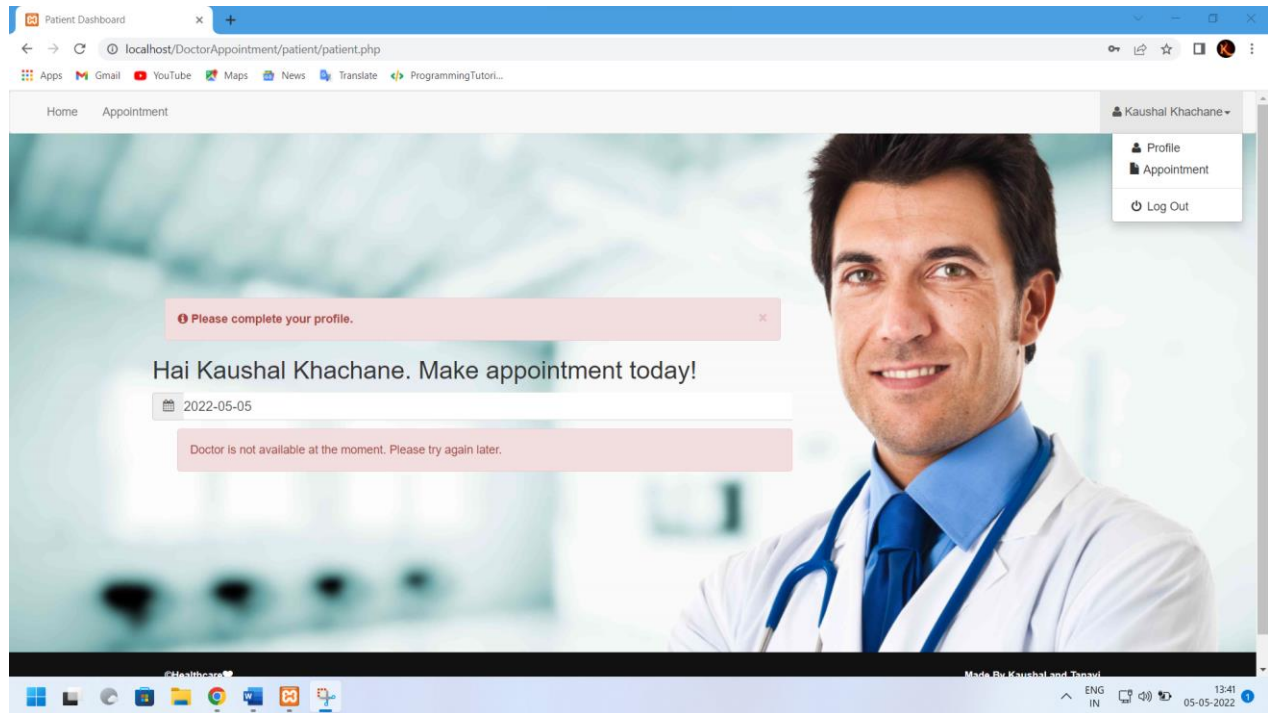 Patient Dashboard
localhost/DoctorAppointment/patient/patient.php
Apps Gmail YouTube Maps News Translate ProgrammingTutori...
Home Appointment Kaushal Khachane
Profile
Appointment
Log Out
Please complete your profile.
Hai Kaushal Khachane. Make appointment today!
2022-05-05
Doctor is not available at the moment. Please try again later.
©Healthcare Made By Kaushal and Tanavi
ENG
IN
13:41
05-05-2022
1